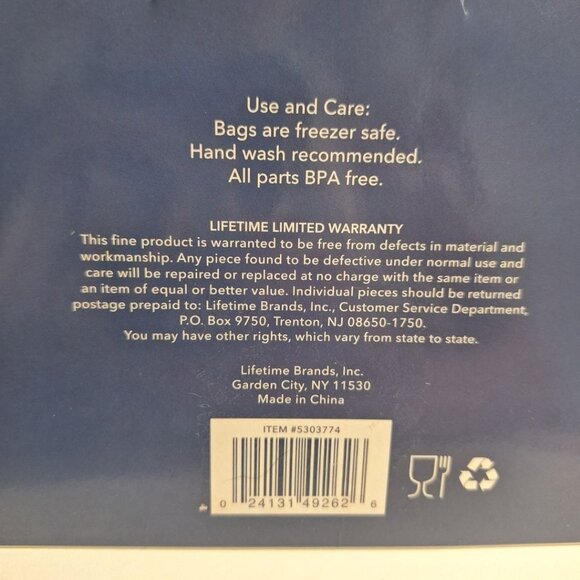 Use and Care:
Bags are freezer safe.
Hand wash recommended.
All parts BPA free.
LIFETIME LIMITED WARRANTY
This fine product is warranted to be free from defects in material and
workmanship. Any piece found to be defective under normal use and
care will be repaired or replaced at no charge with the same item or
an item of equal or better value. Individual pieces should be returned
postage prepaid to: Lifetime Brands, Inc., Customer Service Department,
P.O. Box 9750, Trenton, NJ 08650-1750.
You may have other rights, which vary from state to state.
Lifetime Brands, Inc.
Garden City, NY 11530
Made in China
ITEM #5303774
0 24131 49262 6